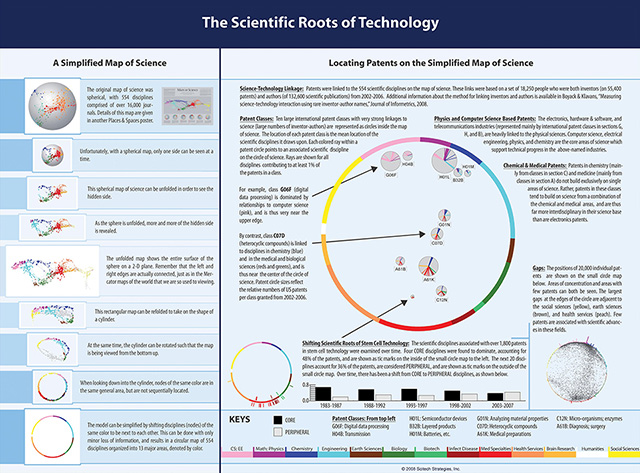 The Scientific Roots of Technology
A Simplified Map of Science
The original map of science was
spherical, with 554 disciplines
comprised of over 16,000 jour-
nals. Details of this map are given
in another Places & Spaces poster.
Unfortunately, with a spherical map, only one side can be seen at a
time.
This spherical map of science can be unfolded in order to see the
hidden side.
As the sphere is unfolded, more and more of the hidden side
is revealed.
The unfolded map shows the entire surface of the
sphere on a 2-D plane. Remember that the left and
right edges are actually connected, just as in the Mer-
cator maps of the world that we are so used to viewing.
This rectangular map can be refolded to take on the shape of
a cylinder.
At the same time, the cylinder can be rotated such that the map
is being viewed from the bottom up.
When looking down into the cylinder, nodes of the same color are in the
same general area, but are not sequentially located.
The model can be simplified by shifting disciplines (nodes) of the
same color to be next to each other. This can be done with only
minor loss of information, and results in a circular map of 554
disciplines organized into 13 major areas, denoted by color.
Locating Patents on the Simplified Map of Science
Science-Technology Linkage: Patents were linked to the 554 scientific disciplines on the map of science. These links were based on a set of 18,250 people who were both inventors (on 55,400
patents) and authors (of 132,600 scientific publications) from 2002-2006. Additional information about the method for linking inventors and authors is available in Boyack & Klavans, "Measuring
science-technology interaction using rare inventor-author names", Journal of Informetrics, 2008.
Patent Classes: Ten large international patent
classes with very strong linkages to
science (large numbers of inventor-authors) are
represented as circles inside the map
of science. The location of each patent class is the mean location of the
scientific disciplines it draws upon. Each colored ray within a
patent circle points to an associated scientific discipline
on the circle of science. Rays are shown for all
disciplines contributing to at least 1% of
the patents in a class.
For example, class G06F (digital
data processing) is dominated by
relationships to computer science
(pink), and is thus very near the
upper edge.
By contrast, class C07D
(heterocyclic compounds) is linked
to disciplines in chemistry (blue)
and in the medical and biological
sciences (reds and greens), and is
thus near the center of the circle
of science. Patent circle sizes reflect
the relative numbers of US patents
per class granted from 2002-2006.
Physics and Computer Science Based Patents: The electronics, hardware & software, and
telecommunications industries (represented mainly by international patent classes in sections G,
H, and B), are heavily linked to the physical sciences. Computer science, electrical
engineering, physics, and chemistry are the core areas of science which
support technical progress in the above-named industries.
Chemical & Medical Patents: Patents in chemistry (main-
ly from classes in section C) and medicine (mainly from
classes in section A) do not build exclusively on single
areas of science. Rather, patents in these classes
tend to build on science from a combination of
the chemical and medical areas, and are thus
far more interdisciplinary in their science base
than are electronics patents.
G06F
H04B
H01L
H01M
B32B
G01N
C07D
A61B
A61K
C12N
Gaps: The positions of 20,000 individual pat-
ents are shown on the small circle map
below. Areas of concentration and areas with
few patents can both be seen. The largest
gaps at the edges of the circle are adjacent to
social sciences (yellow), earth sciences
(brown), and health services (peach). Few
patents are associated with scientific advanc-
es in these fields.
Shifting Scientific Roots of Stem Cell Technology: The scientific disciplines associated with over 1,800 patents
in stem cell technology were examined over time. Four CORE disciplines were found to dominate, accounting for
48% of the patents, and are shown as tic marks on the inside of the small circle map to the left. The next 20 disci-
plines account for 36% of the patents, are considered PERIPHERAL, and are shown as tic marks on the outside of the
small circle map. Over time, there has been a shift from CORE to PERIPHERAL disciplines, as shown below.
0.8
0
1983-1987
1988-1992
1993-1997
1998-2002
2003-2007
KEYS
CORE
PERIPHERAL
Patent Classes: From top left
G06F: Digital data processing
H04B: Transmission
H01L: Semiconductor devices
B32B: Layered products
H01M: Batteries, etc.
G01N: Analyzing material properties
C07D: Heterocyclic compounds
A61K: Medical preparations
C12N: Micro-organisms; enzymes
A61B: Diagnosis; surgery
CS; EE
Math/Physics
Chemistry
Engineering
Earth Sciences
Biology
Biotech
Infect Disease
Med Specialties
Health Services
Brain Research
Humanities
Social Sciences
© 2008 SciTech Strategies, Inc.